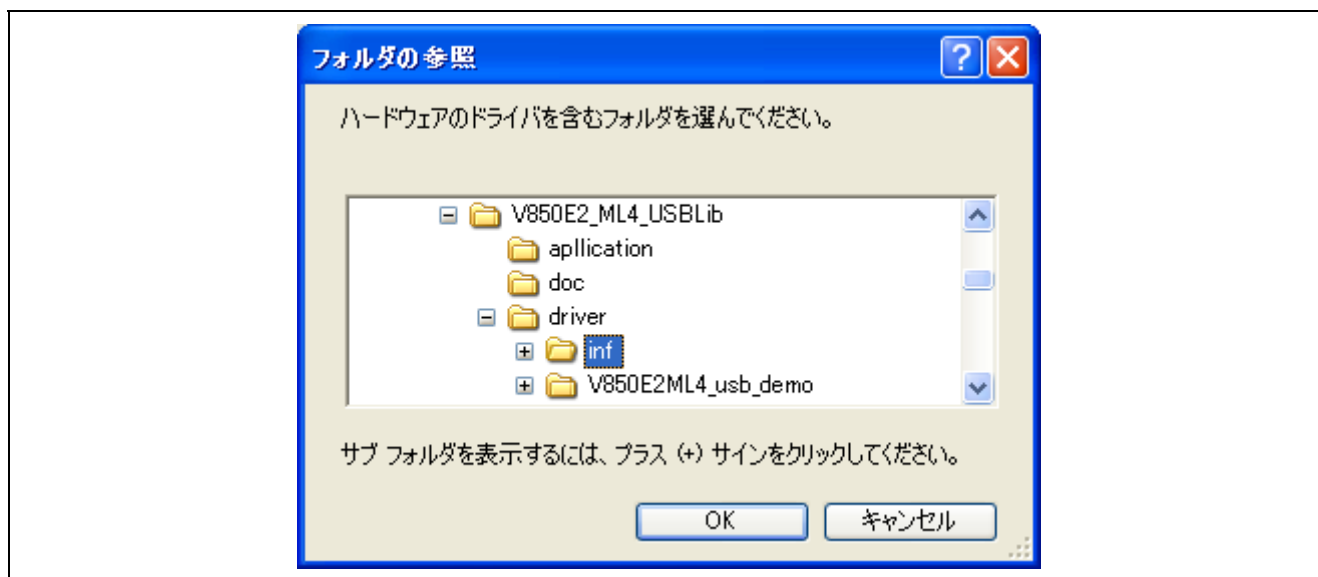 フォルダの参照
ハードウェアのドライバを含むフォルダを選んでください。
V850E2_ML4_USBLib
apllication
doc
driver
inf
V850E2ML4_usb_demo
サブ フォルダを表示するには、プラス (+) サインをクリックしてください。
OK キャンセル